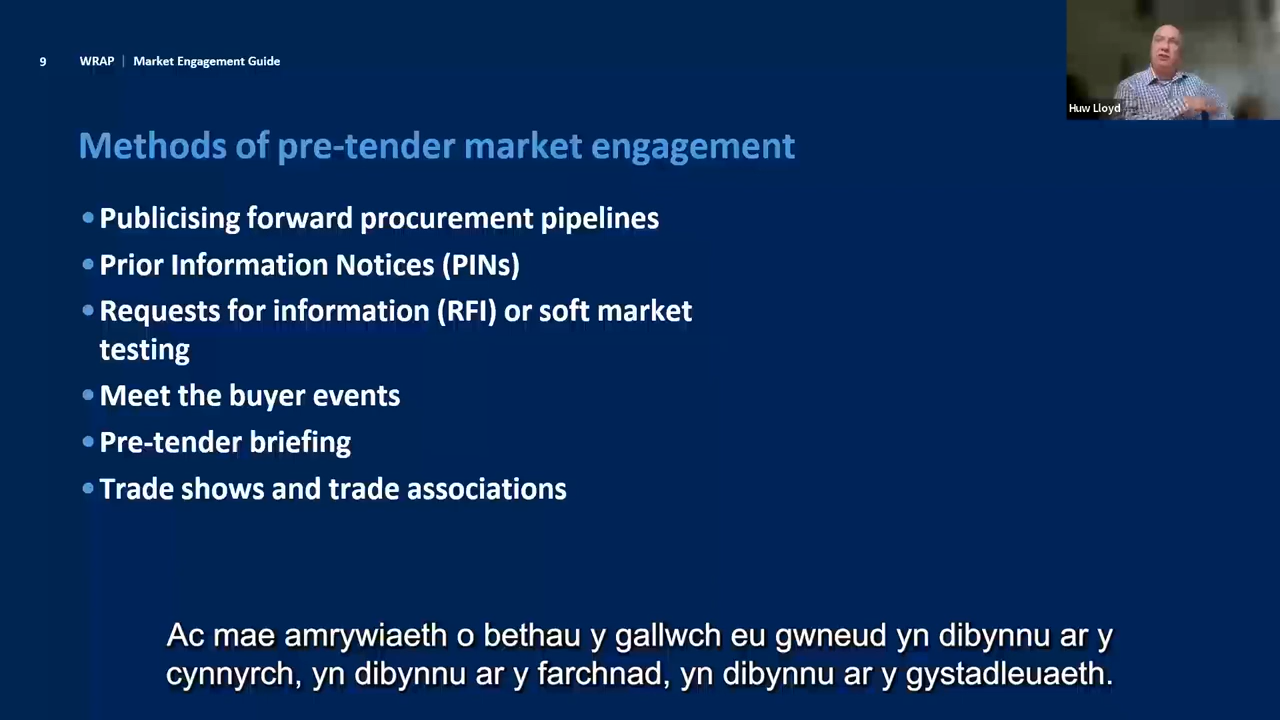 9 WRAP | Market Engagement Guide
Huw Lloyd
Methods of pre-tender market engagement
• Publicising forward procurement pipelines
• Prior Information Notices (PINs)
• Requests for information (RFI) or soft market
testing
• Meet the buyer events
• Pre-tender briefing
• Trade shows and trade associations
Ac mae amrywiaeth o bethau y gallwch eu gwneud yn dibynnu ar y
cynnyrch, yn dibynnu ar y farchnad, yn dibynnu ar y gystadleuaeth.